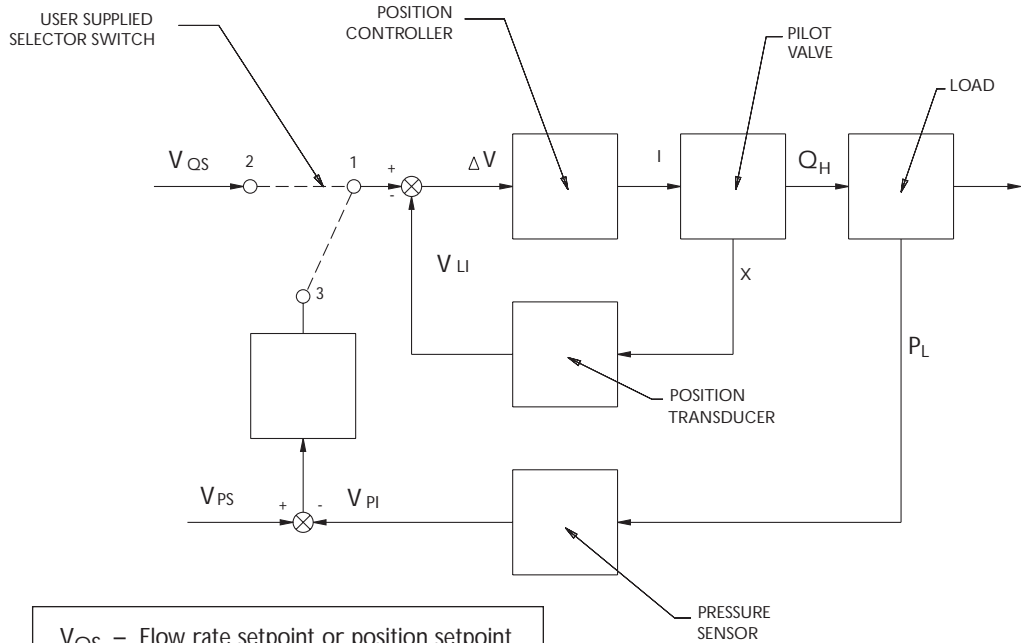 USER SUPPLIED
SELECTOR SWITCH
POSITION
CONTROLLER
PILOT
VALVE
LOAD
V QS
2
1
+
-
ΔV
I
Q H
V LI
X
3
P L
POSITION
TRANSDUCER
V PS
+
-
V PI
PRESSURE
SENSOR
V QS – Flow rate setpoint or position setpoint